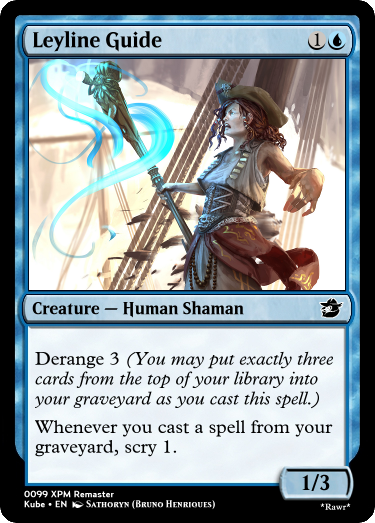 Leyline Guide 1
Creature — Human Shaman
Derange 3 (You may put exactly three
cards from the top of your library into
your graveyard as you cast this spell.)
Whenever you cast a spell from your
graveyard, scry 1.
1/3
0099 XPM Remaster
Kube • EN Sathoryn (Bruno Henriques)
*Rawr*